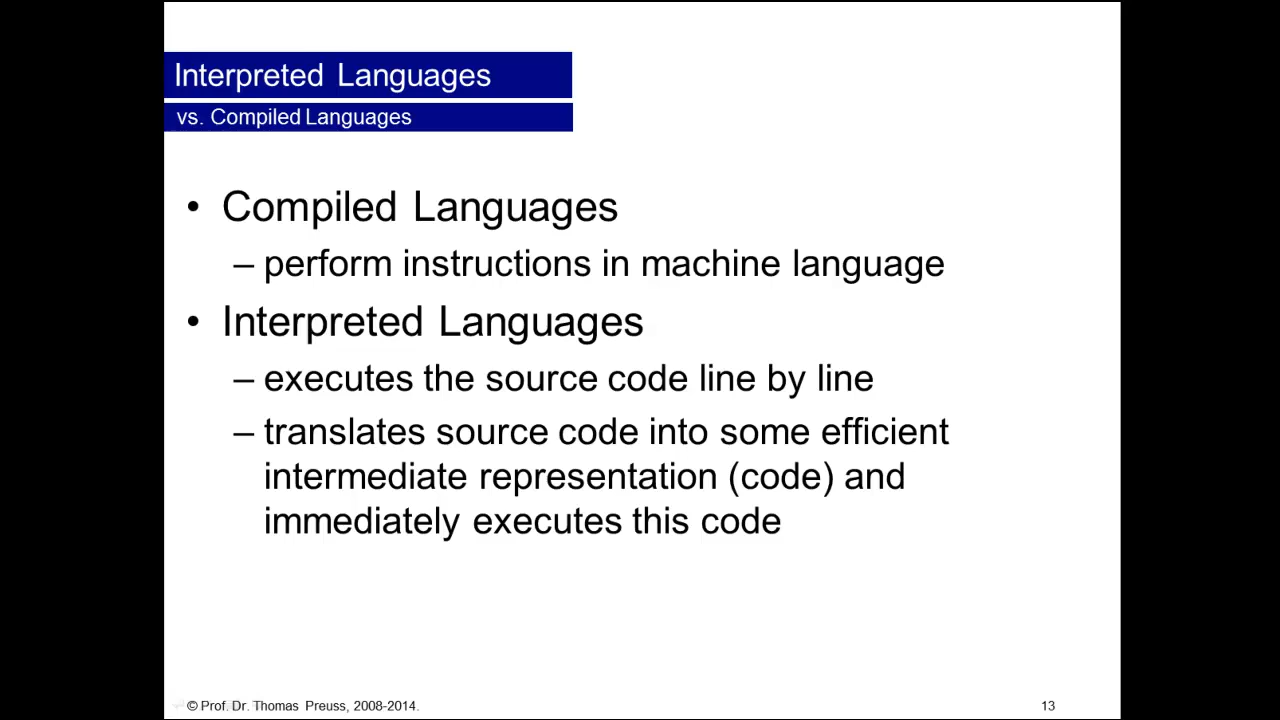 Interpreted Languages
vs. Compiled Languages
• Compiled Languages
– perform instructions in machine language
• Interpreted Languages
– executes the source code line by line
– translates source code into some efficient
intermediate representation (code) and
immediately executes this code
© Prof. Dr. Thomas Preuss, 2008-2014.
13